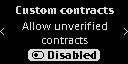 Custom contracts
Allow unverified
contracts
Disabled